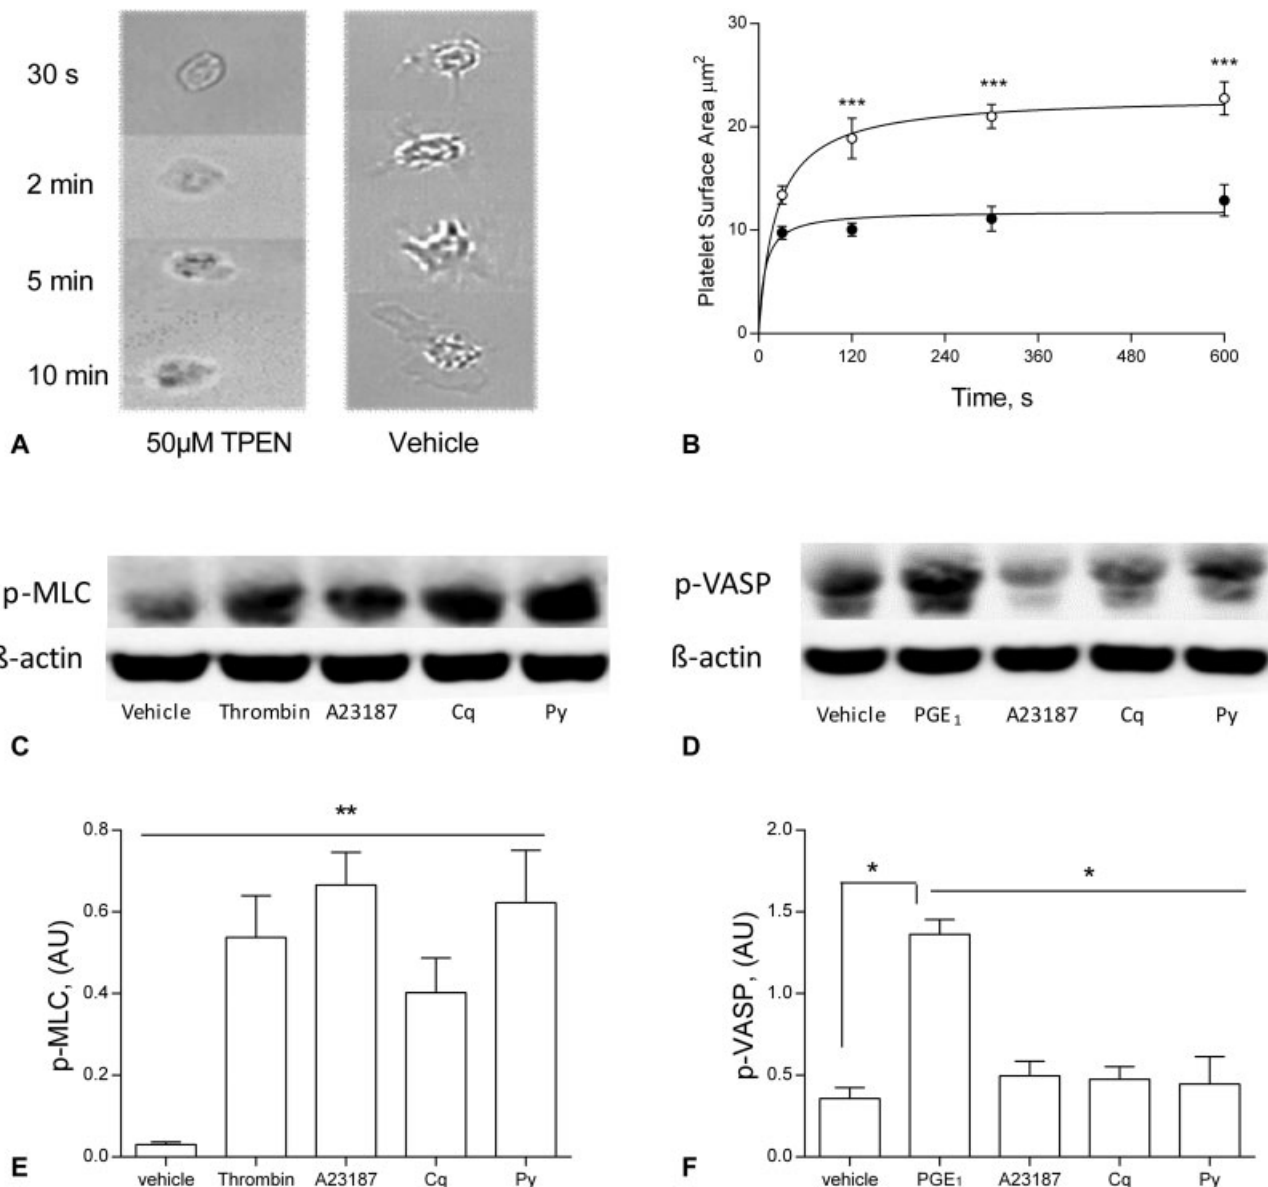 30 s
2 min
5 min
10 min
50µM TPEN
Vehicle
A
Platelet Surface Area µm²
30
20
10
0
***
***
***
0
120
240
360
480
600
Time, s
B
p-MLC
ß-actin
Vehicle
Thrombin
A23187
Cq
Py
C
p-VASP
ß-actin
Vehicle
PGE₁
A23187
Cq
Py
D
p-MLC, (AU)
0.8
0.6
0.4
0.2
0.0
**
vehicle
Thrombin
A23187
Cq
Py
E
p-VASP, (AU)
2.0
1.5
1.0
0.5
0.0
*
*
vehicle
PGE₁
A23187
Cq
Py
F